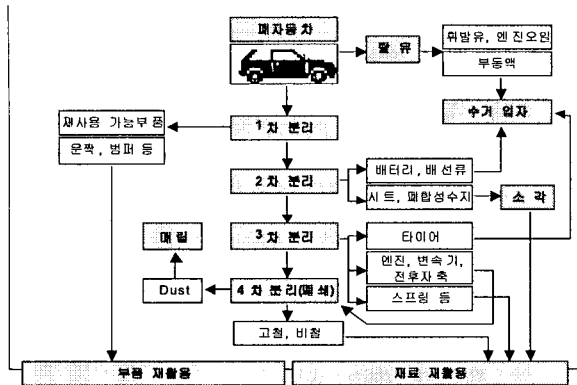 폐자동차
탈 유
휘발유, 엔진오일
부동액
재사용 가능부품
문짝, 범퍼 등
1차 분리
수거 업자
2차 분리
배터리, 배선류
시트, 폐합성수지
소 각
매 립
3차 분리
타이어
엔진, 변속기,
전후차축
Dust
4 차 분리(폐쇄)
스프링 등
고철, 비철
부품 재활용
재료 재활용